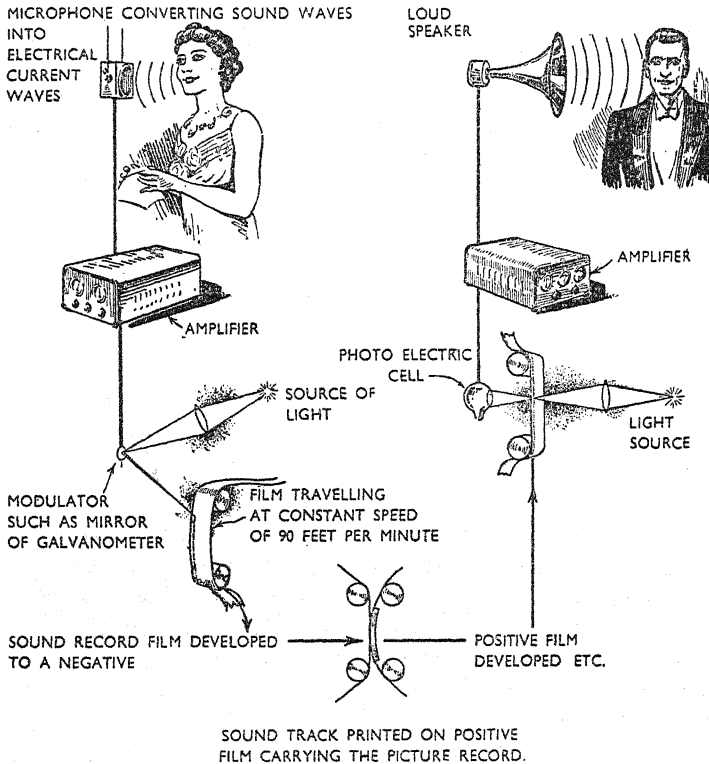 MICROPHONE CONVERTING SOUND WAVES
INTO
ELECTRICAL
CURRENT
WAVES
AMPLIFIER
SOURCE OF
LIGHT
MODULATOR
SUCH AS MIRROR
OF GALVANOMETER
FILM TRAVELLING
AT CONSTANT SPEED
OF 90 FEET PER MINUTE
SOUND RECORD FILM DEVELOPED
TO A NEGATIVE
LOUD
SPEAKER
AMPLIFIER
PHOTO ELECTRIC
CELL
LIGHT
SOURCE
POSITIVE FILM
DEVELOPED ETC.
SOUND TRACK PRINTED ON POSITIVE
FILM CARRYING THE PICTURE RECORD.